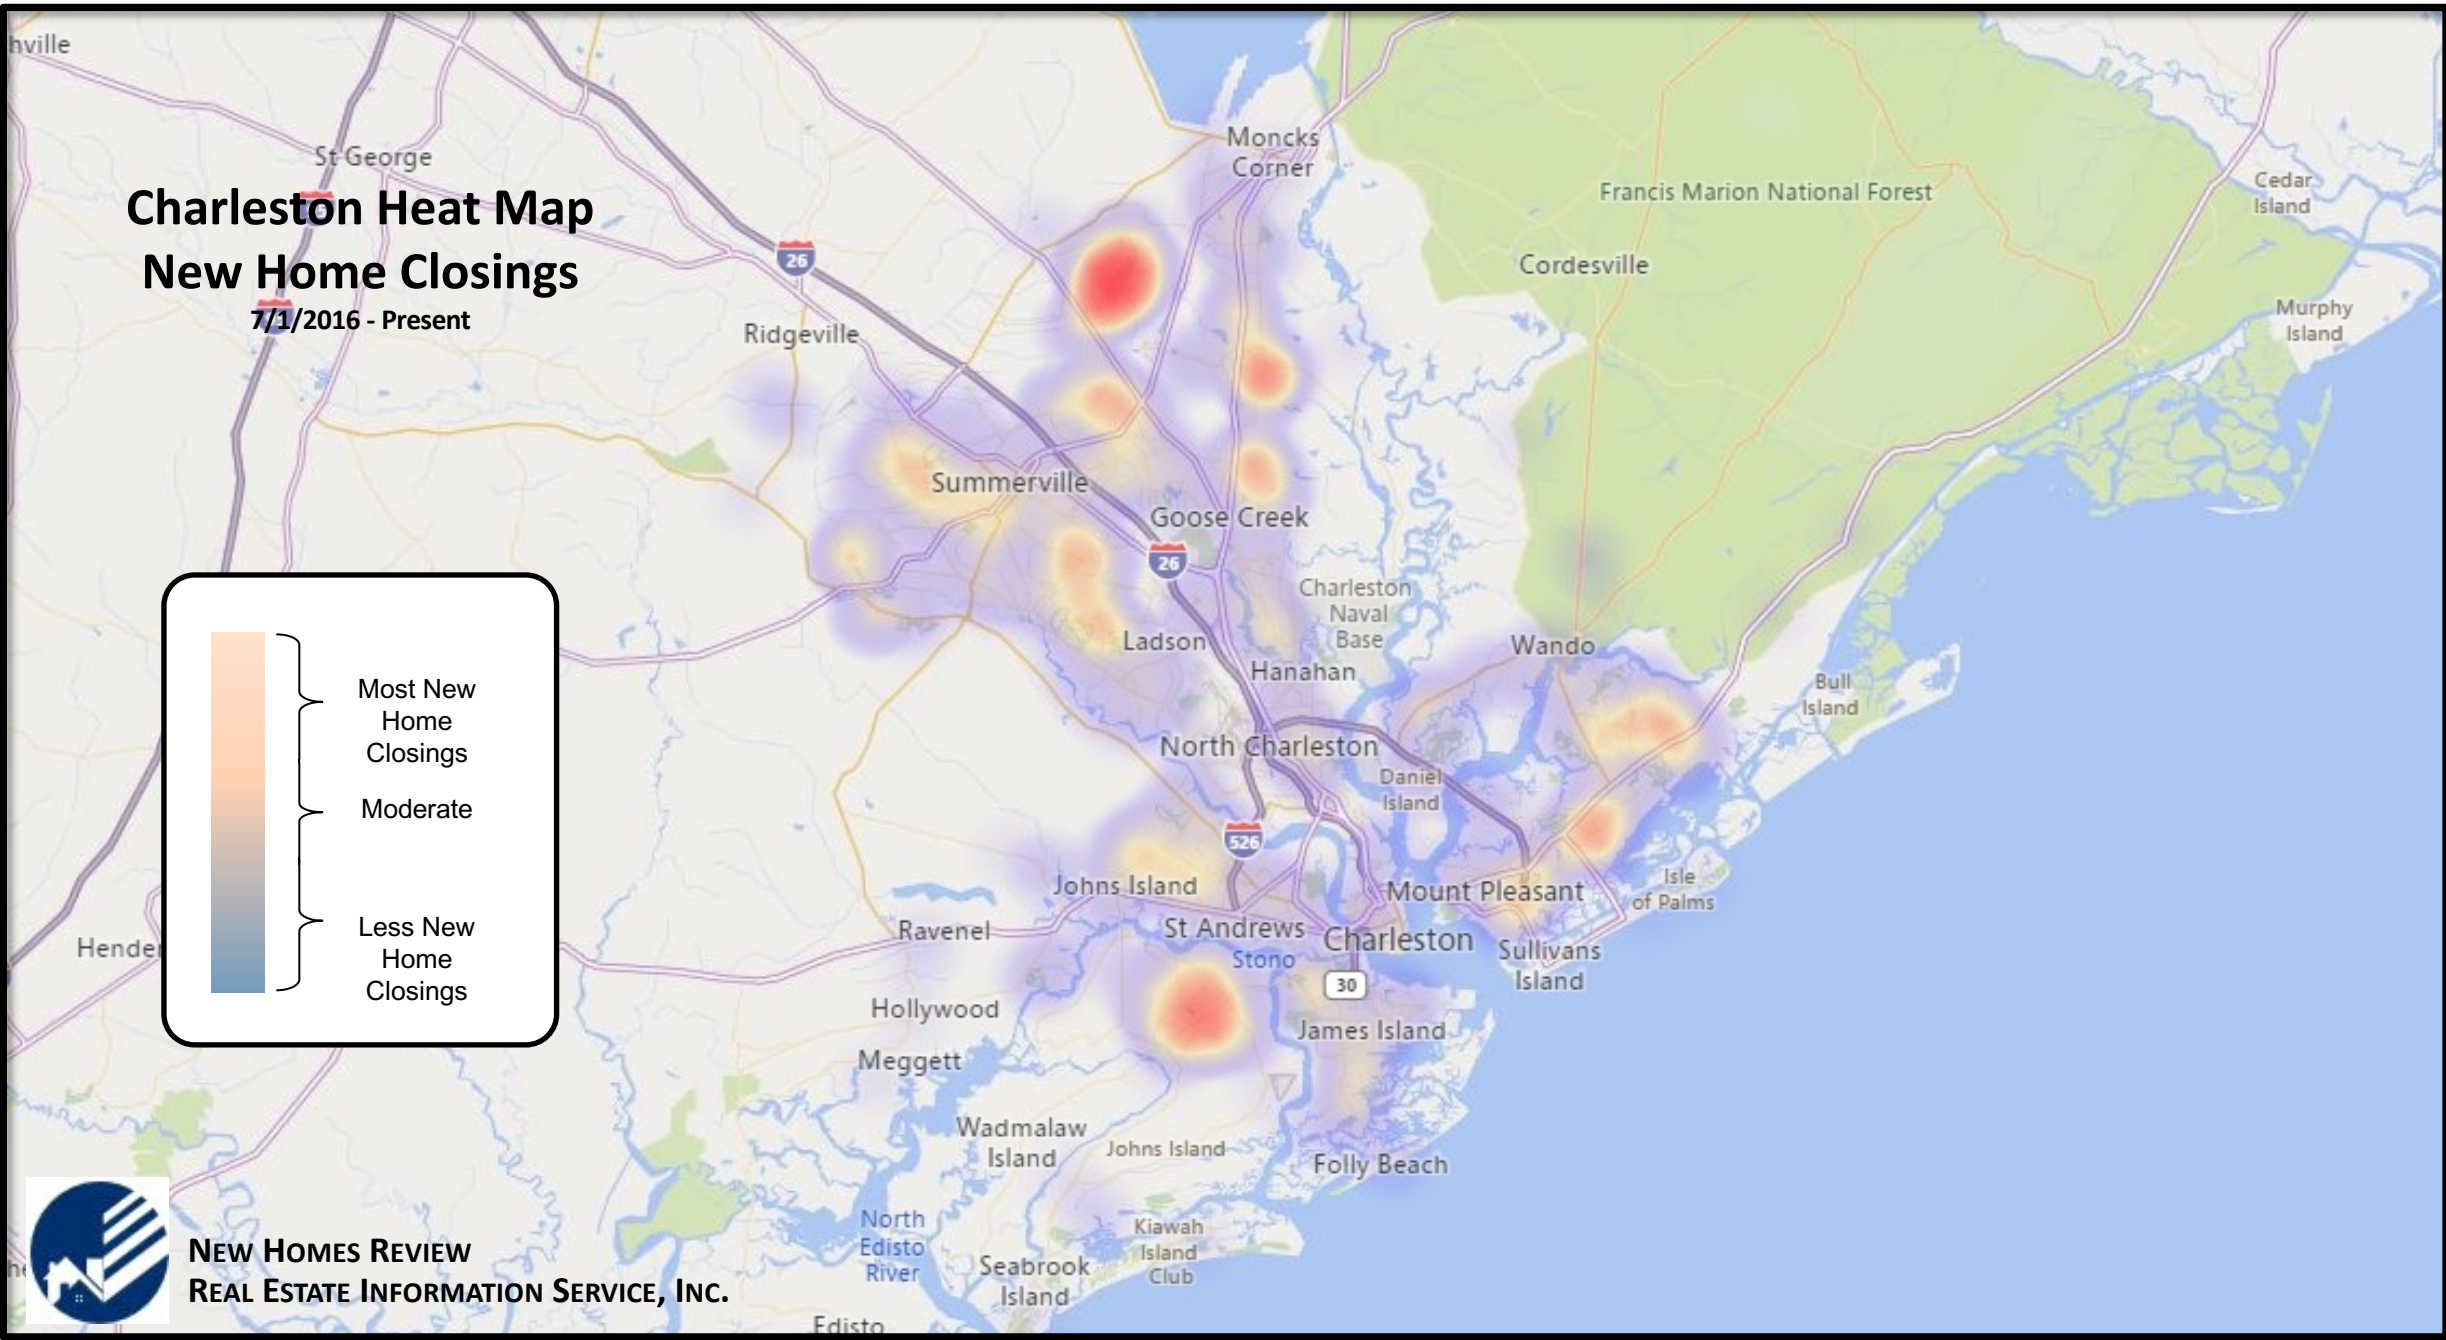 hville
St George
Charleston Heat Map
New Home Closings
7/1/2016 - Present
Moncks
Corner
Francis Marion National Forest
Cedar
Island
26
Cordesville
Ridgeville
Murphy
Island
Summerville
Goose Creek
26
Charleston
Naval
Base
Ladson
Hanahan
Wando
Bull
Island
Most New
Home
Closings
Moderate
Less New
Home
Closings
North Charleston
Daniel
Island
526
Johns Island
Mount Pleasant
Isle
of Palms
Ravenel
St Andrews
Charleston
Stono
Sullivans
Island
Hender
30
Hollywood
James Island
Meggett
Wadmalaw
Island
Johns Island
Folly Beach
North
Edisto
River
Kiawah
Island
Club
Seabrook
Island
Edisto
NEW HOMES REVIEW
REAL ESTATE INFORMATION SERVICE, INC.